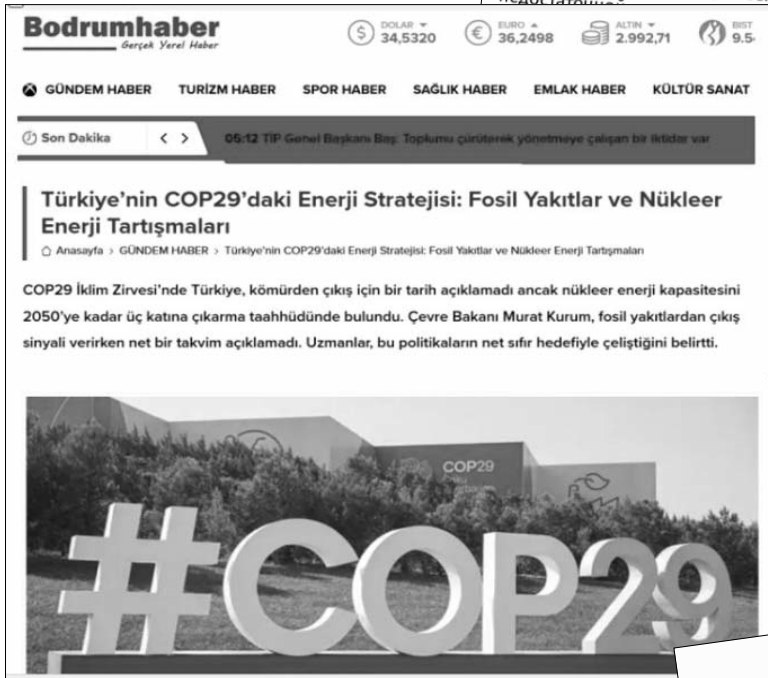 Bodrumhaber
Gerçek Yerel Haber
DOLAR
34,5320
EURO
36,2498
ALTIN
2.992,71
BIST
9.5
GÜNDEM HABER TURİZM HABER SPOR HABER SAĞLIK HABER EMLAK HABER KÜLTÜR SANAT
Son Dakika
05:12 TİP Genel Başkanı Baş: Toplumu çürüterek yönetmeye çalışan bir iktidar var
Türkiye’nin COP29’daki Enerji Stratejisi: Fosil Yakıtlar ve Nükleer
Enerji Tartışmaları
Anasayfa > GÜNDEM HABER > Türkiye’nin COP29’daki Enerji Stratejisi: Fosil Yakıtlar ve Nükleer Enerji Tartışmaları
COP29 İklim Zirvesi’nde Türkiye, kömürden çıkış için bir tarih açıklamadı ancak nükleer enerji kapasitesini
2050’ye kadar üç katına çıkarma taahhüdünde bulundu. Çevre Bakanı Murat Kurum, fosil yakıtlardan çıkış
sinyali verirken net bir takvim açıklamadı. Uzmanlar, bu politikaların net sıfır hedefiyle çeliştiğini belirtti.
COP29
#COP29